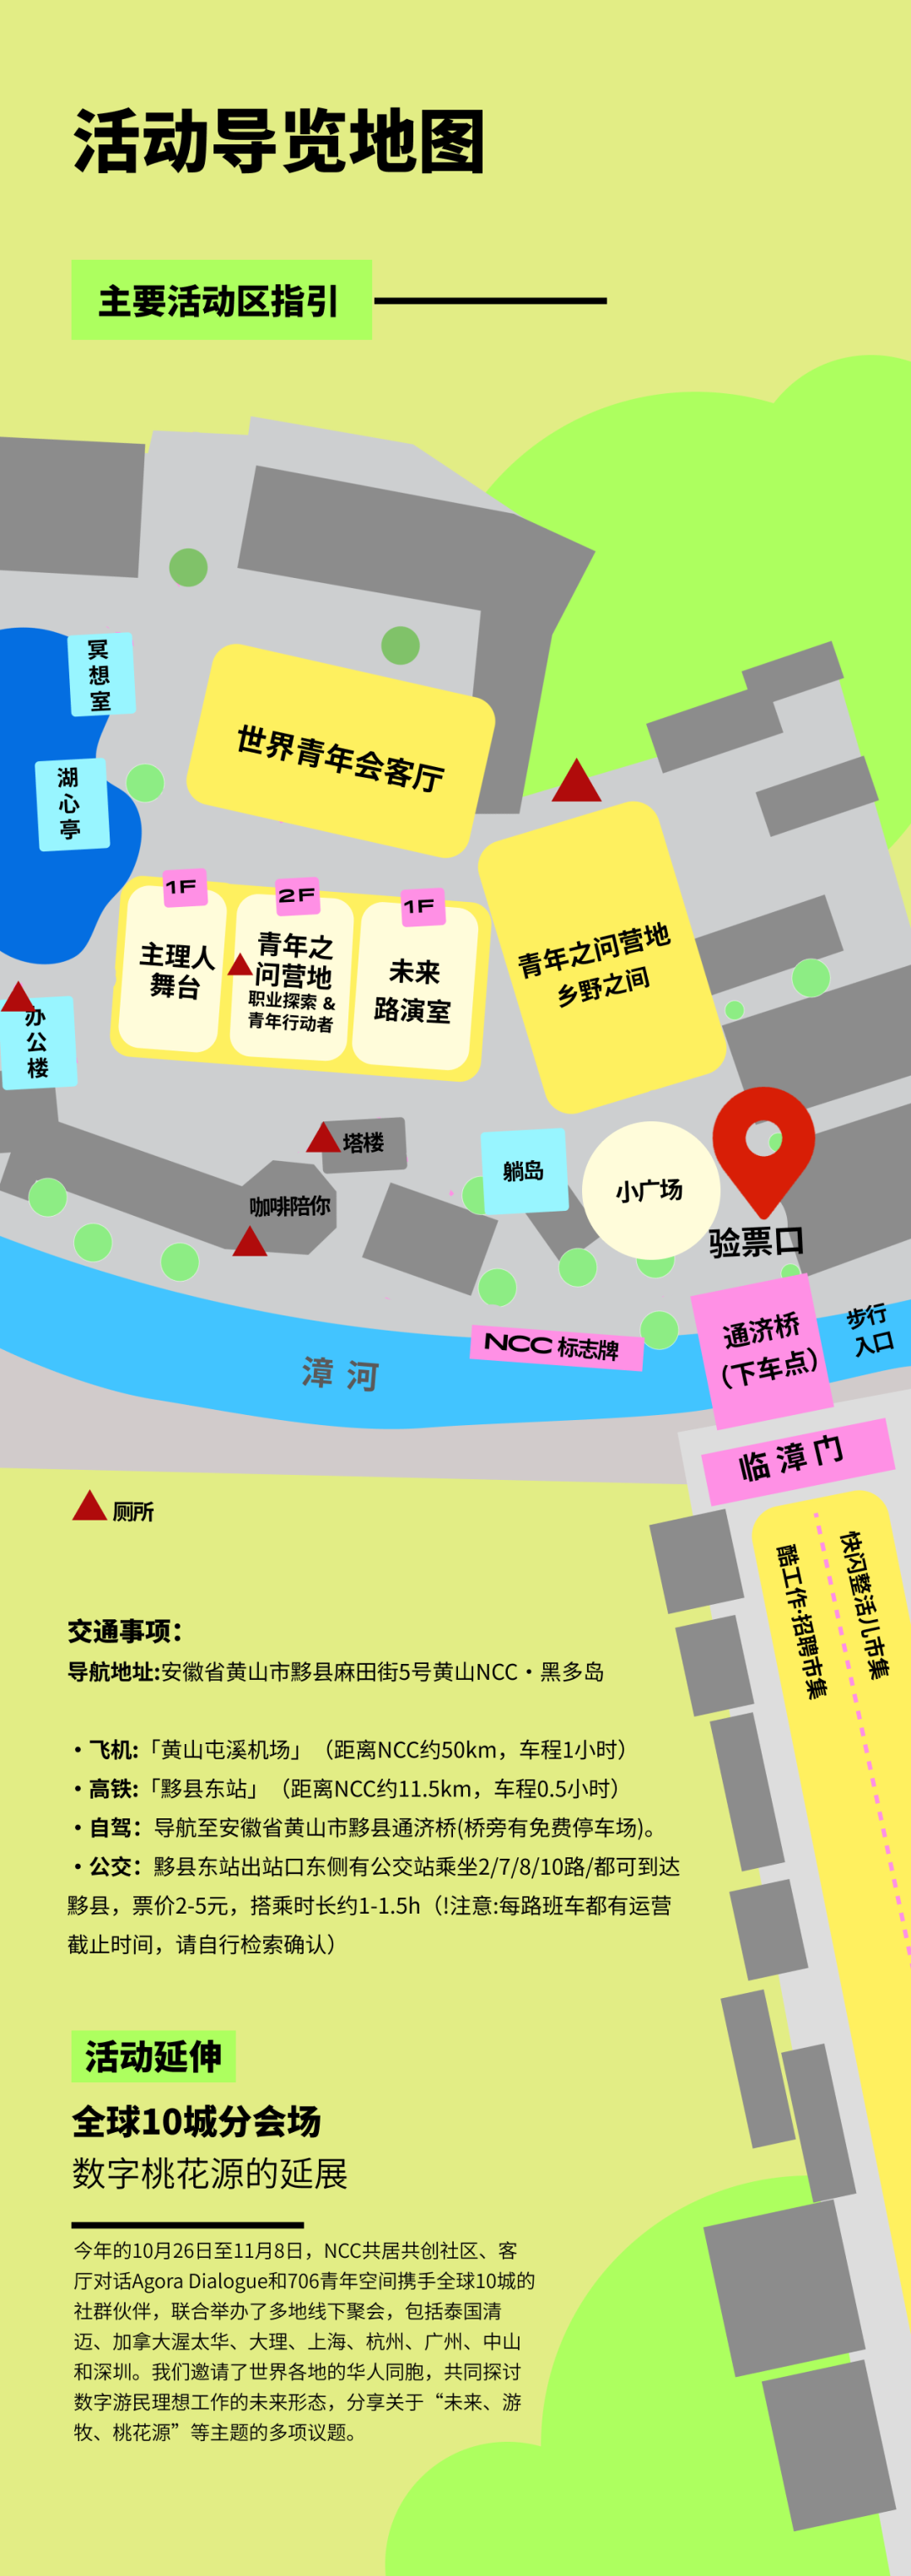 活动导览地图
主要活动区指引
冥
想
室
世界青年会客厅
湖
心
亭
1F
2F
1F
主理人
舞台
青年之
问营地
职业探索 &
青年行动者
未来
路演室
青年之问营地
乡野之间
办
公
楼
塔楼
躺岛
咖啡陪你
小广场
验票口
步行
入口
通济桥
（下车点）
NCC 标志牌
漳 河
临 漳 门
厕所
快闪整活儿市集
酷工作·招聘市集
交通事项：
导航地址:安徽省黄山市黟县麻田街5号黄山NCC·黑多岛
·飞机:「黄山屯溪机场」（距离NCC约50km，车程1小时）
·高铁:「黟县东站」（距离NCC约11.5km，车程0.5小时）
·自驾：导航至安徽省黄山市黟县通济桥(桥旁有免费停车场)。
·公交：黟县东站出站口东侧有公交站乘坐2/7/8/10路/都可到达
黟县，票价2-5元，搭乘时长约1-1.5h（!注意:每路班车都有运营
截止时间，请自行检索确认）
活动延伸
全球10城分会场
数字桃花源的延展
今年的10月26日至11月8日，NCC共居共创社区、客
厅对话Agora Dialogue和706青年空间携手全球10城的
社群伙伴，联合举办了多地线下聚会，包括泰国清
迈、加拿大渥太华、大理、上海、杭州、广州、中山
和深圳。我们邀请了世界各地的华人同胞，共同探讨
数字游民理想工作的未来形态，分享关于“未来、游
牧、桃花源”等主题的多项议题。